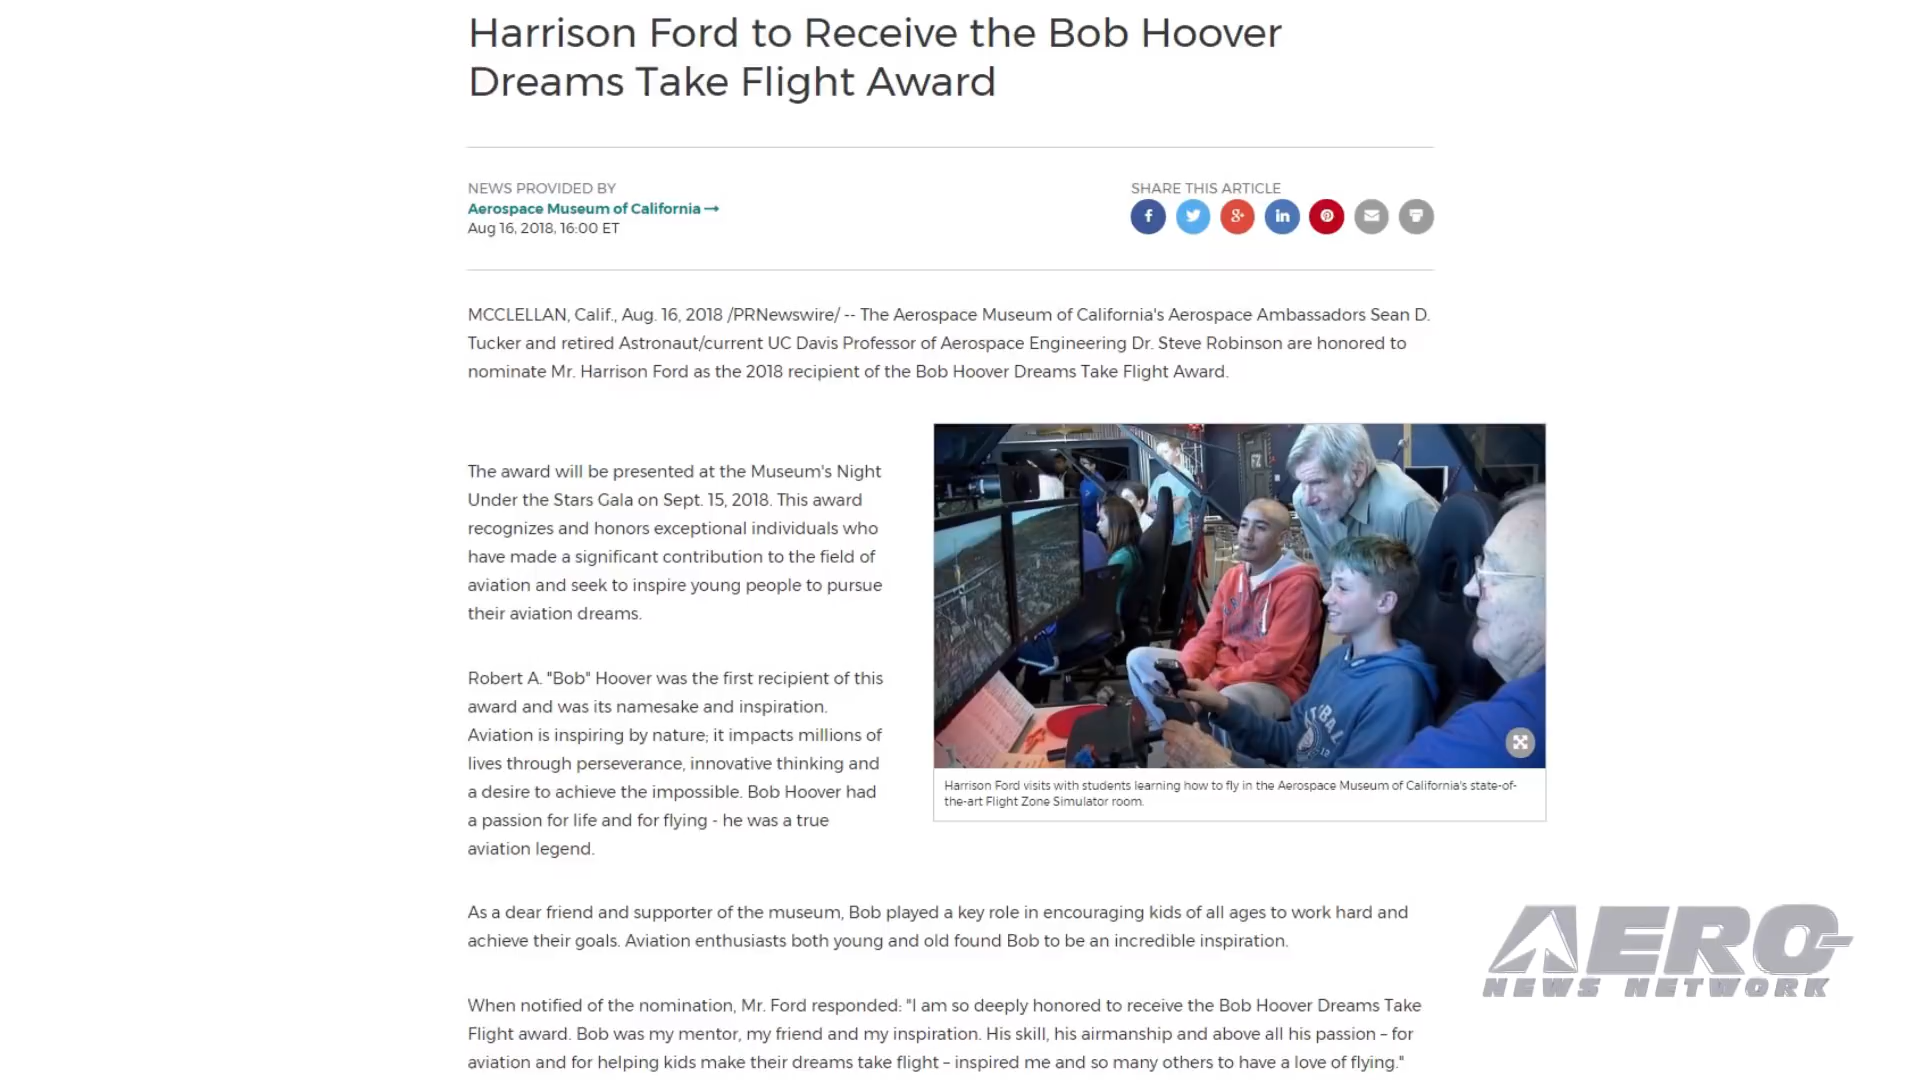 Harrison Ford to Receive the Bob Hoover
Dreams Take Flight Award
NEWS PROVIDED BY
Aerospace Museum of California →
Aug 16, 2018, 16:00 ET
SHARE THIS ARTICLE
MCCLELLAN, Calif., Aug. 16, 2018 /PRNewswire/ -- The Aerospace Museum of California's Aerospace Ambassadors Sean D.
Tucker and retired Astronaut/current UC Davis Professor of Aerospace Engineering Dr. Steve Robinson are honored to
nominate Mr. Harrison Ford as the 2018 recipient of the Bob Hoover Dreams Take Flight Award.
The award will be presented at the Museum's Night
Under the Stars Gala on Sept. 15, 2018. This award
recognizes and honors exceptional individuals who
have made a significant contribution to the field of
aviation and seek to inspire young people to pursue
their aviation dreams.
Robert A. "Bob" Hoover was the first recipient of this
award and was its namesake and inspiration.
Aviation is inspiring by nature; it impacts millions of
lives through perseverance, innovative thinking and
a desire to achieve the impossible. Bob Hoover had
a passion for life and for flying - he was a true
aviation legend.
Harrison Ford visits with students learning how to fly in the Aerospace Museum of California's state-of-
the-art Flight Zone Simulator room.
As a dear friend and supporter of the museum, Bob played a key role in encouraging kids of all ages to work hard and
achieve their goals. Aviation enthusiasts both young and old found Bob to be an incredible inspiration.
When notified of the nomination, Mr. Ford responded: "I am so deeply honored to receive the Bob Hoover Dreams Take
Flight award. Bob was my mentor, my friend and my inspiration. His skill, his airmanship and above all his passion – for
aviation and for helping kids make their dreams take flight – inspired me and so many others to have a love of flying."
AERO-
NEWS NETWORK